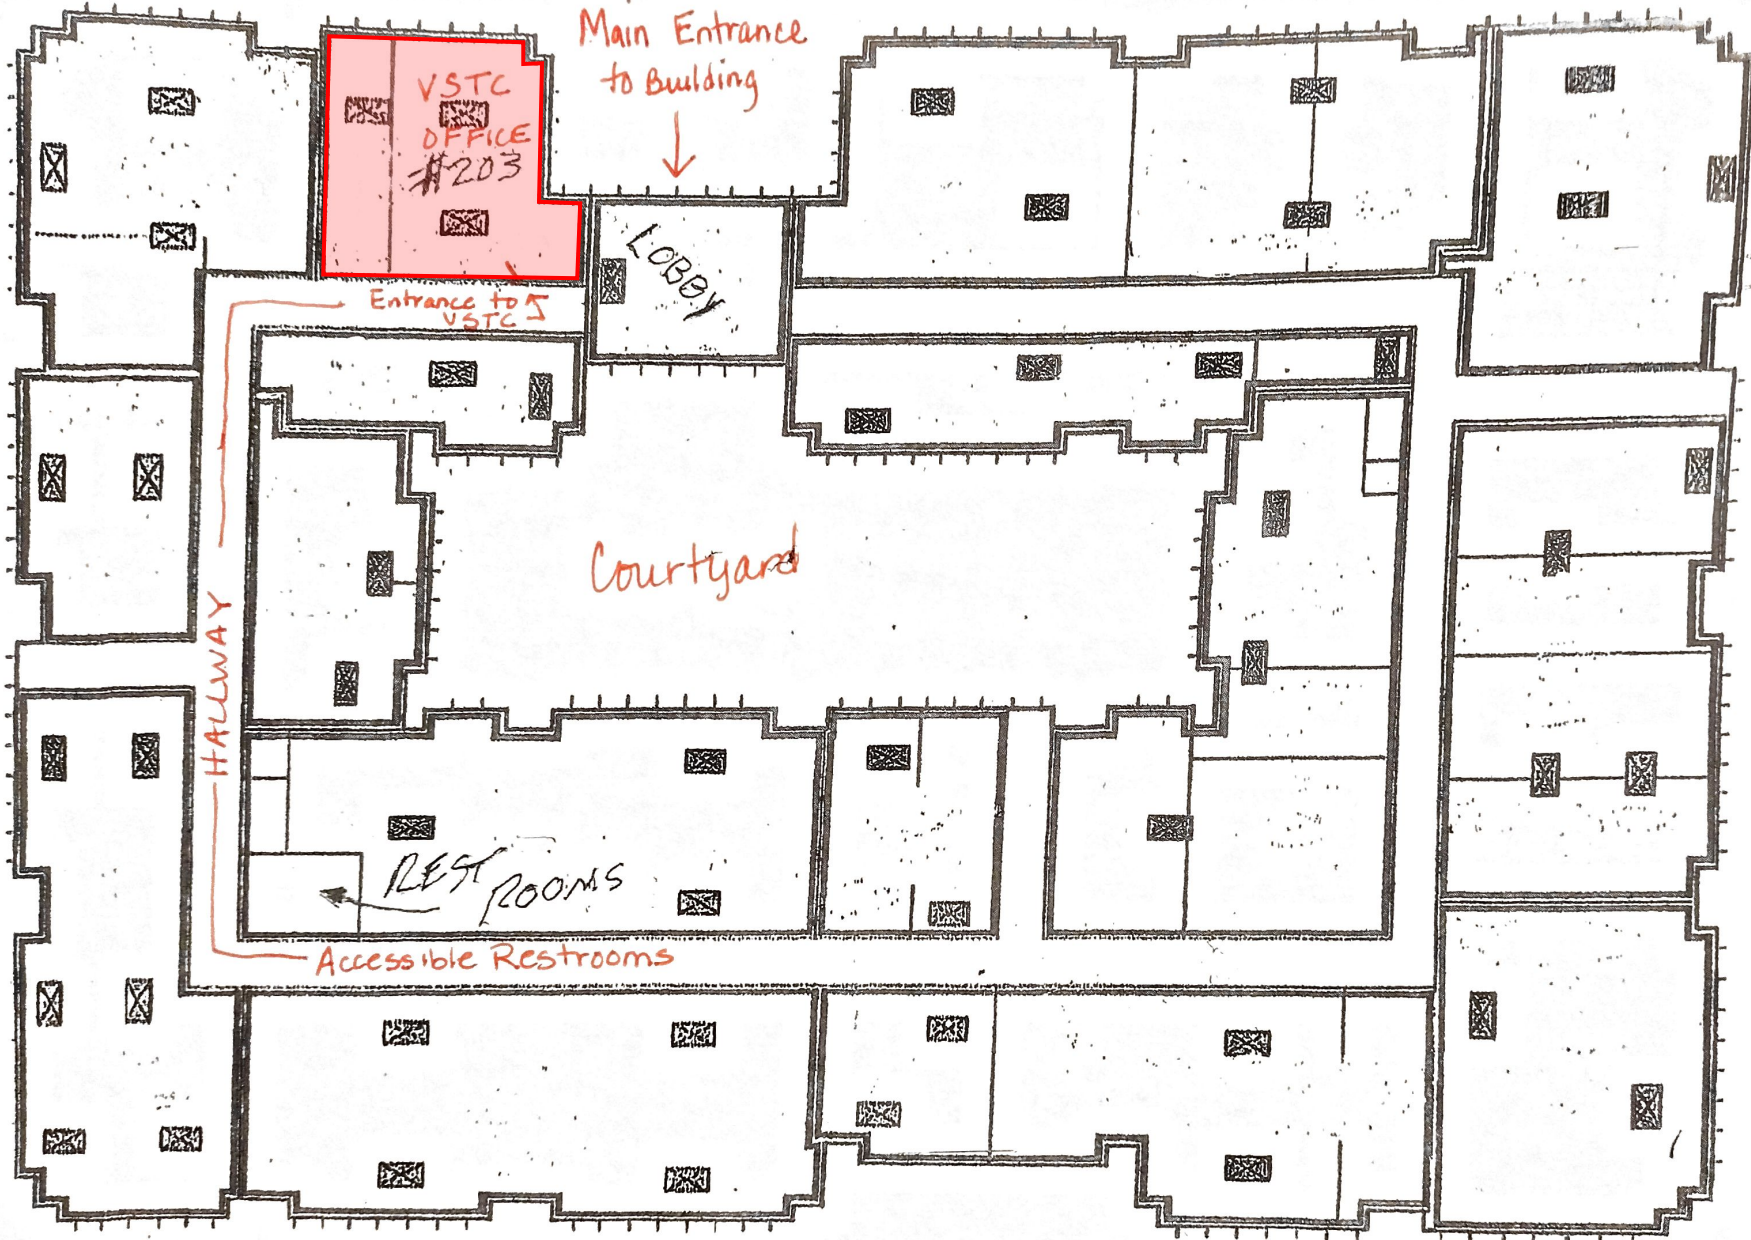 Main Entrance
to Building
VSTC
OFFICE
#203
LOBBY
Entrance to
VSTC
Courtyard
HALLWAY
REST
ROOMS
Accessible Restrooms